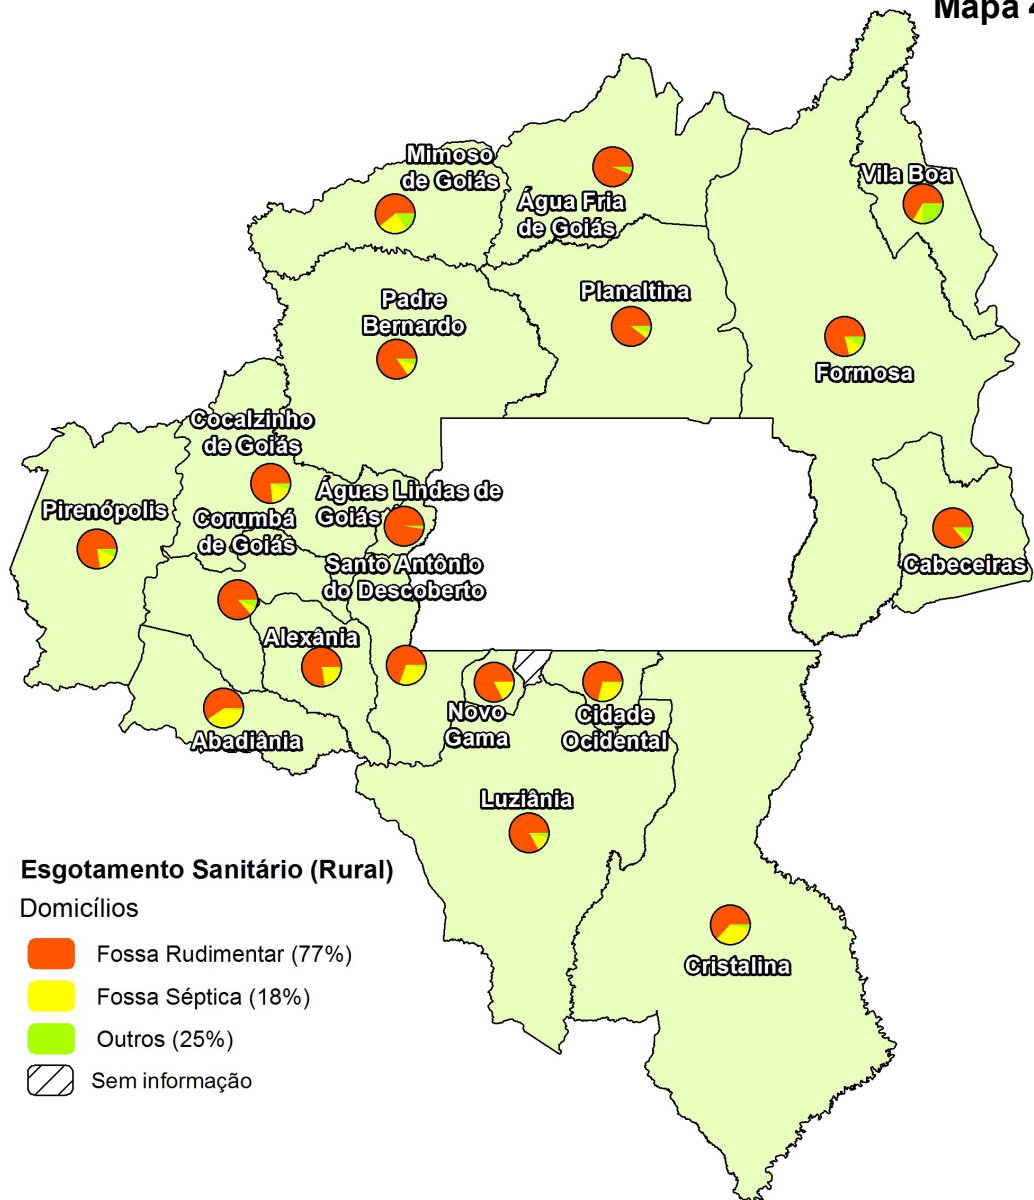 Mapa 4
Mimoso
de Goiás
Água Fria
de Goiás
Vila Boa
Padre
Bernardo
Planaltina
Formosa
Cocalzinho
de Goiás
Águas Lindas de
Goiás
Pirenópolis
Corumbá
de Goiás
Santo Antônio
do Descoberto
Cabeceiras
Alexânia
Abadiânia
Novo
Gama
Cidade
Ocidental
Luziânia
Cristalina
Esgotamento Sanitário (Rural)
Domicílios
Fossa Rudimentar (77%)
Fossa Séptica (18%)
Outros (25%)
Sem informação